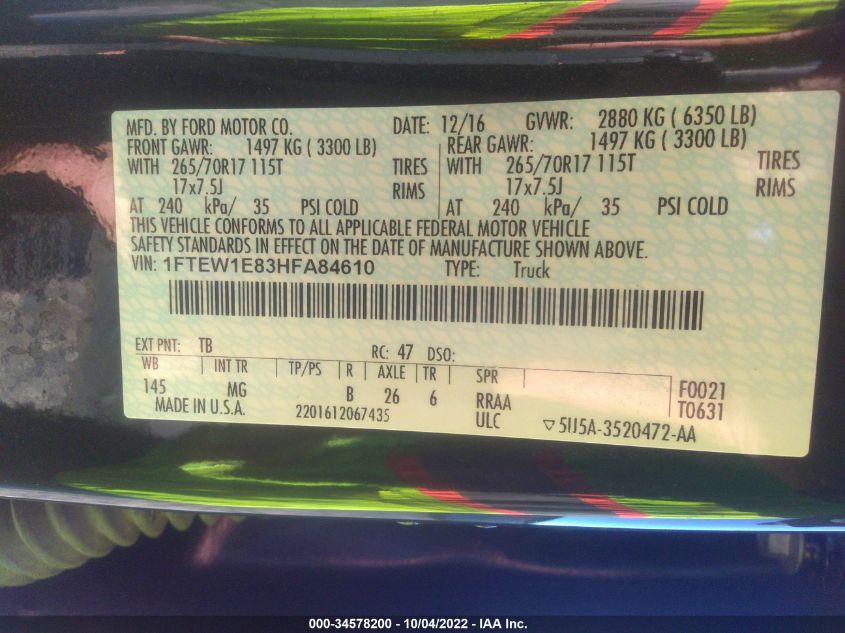 MFD. BY FORD MOTOR CO. DATE: 12/16 GVWR: 2880 KG ( 6350 LB)
FRONT GAWR: 1497 KG ( 3300 LB) REAR GAWR: 1497 KG ( 3300 LB)
WITH 265/70R17 115T TIRES WITH 265/70R17 115T TIRES
17x7.5J RIMS 17x7.5J RIMS
AT 240 kPa/ 35 PSI COLD AT 240 kPa/ 35 PSI COLD
THIS VEHICLE CONFORMS TO ALL APPLICABLE FEDERAL MOTOR VEHICLE
SAFETY STANDARDS IN EFFECT ON THE DATE OF MANUFACTURE SHOWN ABOVE.
VIN: 1FTEW1E83HFA84610 TYPE: Truck
EXT PNT: TB RC: 47 DSO:
WB INT TR TP/PS R AXLE TR SPR
145 MG B 26 6 RRAA F0021
MADE IN U.S.A. 2201612067435 ULC T0631
▽5U5A-3520472-AA
000-34578200 - 10/04/2022 - IAA Inc.